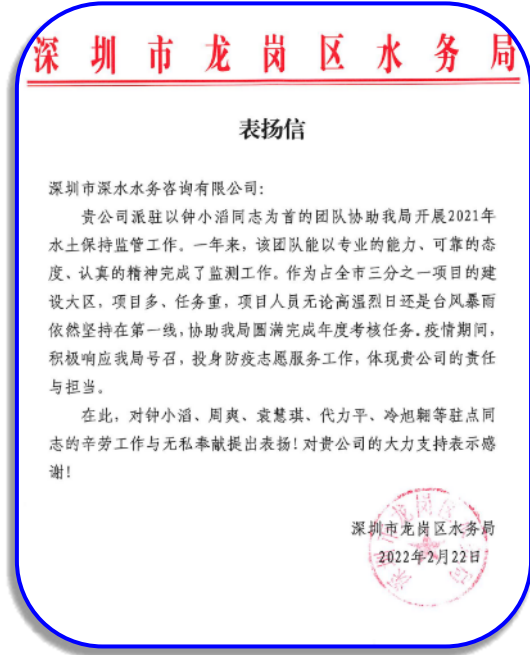 深圳市龙岗区水务局
表扬信
深圳市深水水务咨询有限公司：
贵公司派驻以钟小滔同志为首的团队协助我局开展2021年
水土保持监管工作。一年来，该团队能以专业的能力、可靠的态
度、认真的精神完成了监测工作。作为占全市三分之一项目的建
设大区，项目多、任务重，项目人员无论高温烈日还是台风暴雨
依然坚持在第一线，协助我局圆满完成年度考核任务。疫情期间，
积极响应我局号召，投身防疫志愿服务工作，体现贵公司的责任
与担当。
在此，对钟小滔、周爽、袁慧琪、代力平、冷旭翱等驻点同
志的辛劳工作与无私奉献提出表扬！对贵公司的大力支持表示感
谢！
深圳市龙岗区水务局
2022年2月22日